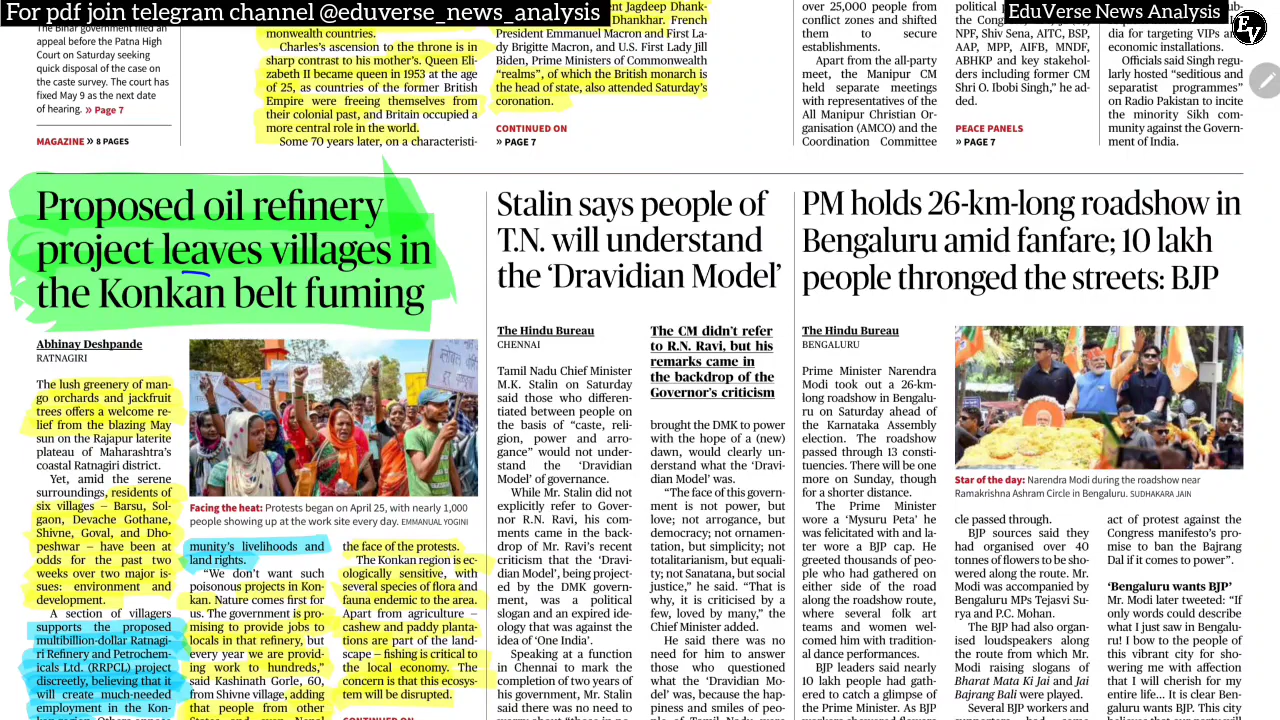 For pdf join telegram channel @eduverse_news_analysis
EduVerse News Analysis
EV
The Bihar government filed an
appeal before the Patna High
Court on Saturday seeking
quick disposal of the case on
the caste survey. The court has
fixed May 9 as the next date
of hearing. » Page 7
MAGAZINE » 8 PAGES
monwealth countries.
Charles's ascension to the throne is in
sharp contrast to his mother's. Queen Eli-
zabeth II became queen in 1953 at the age
of 25, as countries of the former British
Empire were freeing themselves from
their colonial past, and Britain occupied a
more central role in the world.
Some 70 years later, on a characteristi-
ent Jagdeep Dhank-
Dhankhar. French
President Emmanuel Macron and First La-
dy Brigitte Macron, and U.S. First Lady Jill
Biden, Prime Ministers of Commonwealth
"realms", of which the British monarch is
the head of state, also attended Saturday's
coronation.
CONTINUED ON
» PAGE 7
over 25,000 people from
conflict zones and shifted
them to secure
establishments.
Apart from the all-party
meet, the Manipur CM
held separate meetings
with representatives of the
All Manipur Christian Or-
ganisation (AMCO) and the
Coordination Committee
political p
the Cong
NPF, Shiv Sena, AITC, BSP,
AAP, MPP, AIFB, MNDF,
ABHKP and key stakehol-
ders including former CM
Shri O. Ibobi Singh," he ad-
ded.
PEACE PANELS
» PAGE 7
dia for targeting VIPs and
economic installations.
Officials said Singh regu-
larly hosted "seditious and
separatist programmes"
on Radio Pakistan to incite
the minority Sikh com-
munity against the Govern-
ment of India.
Proposed oil refinery
project leaves villages in
the Konkan belt fuming
Abhinay Deshpande
RATNAGIRI
The lush greenery of man-
go orchards and jackfruit
trees offers a welcome re-
lief from the blazing May
sun on the Rajapur laterite
plateau of Maharashtra's
coastal Ratnagiri district.
Yet, amid the serene
surroundings, residents of
six villages – Barsu, Sol-
gaon, Devache Gothane,
Shivne, Goval, and Dho-
peshwar – have been at
odds for the past two
weeks over two major is-
sues: environment and
development.
A section of villagers
supports the proposed
multibillion-dollar Ratnagi-
ri Refinery and Petrochem-
icals Ltd. (RRPCL) project
discreetly, believing that it
will create much-needed
employment in the Kon-
Facing the heat: Protests began on April 25, with nearly 1,000
people showing up at the work site every day. EMMANUAL YOGINI
munity's livelihoods and
land rights.
"We don't want such
poisonous projects in Kon-
kan. Nature comes first for
us. The government is pro-
mising to provide jobs to
locals in that refinery, but
every year we are provid-
ing work to hundreds,"
said Kashinath Gorle, 60,
from Shivne village, adding
that people from other
the face of the protests.
The Konkan region is ec-
ologically sensitive, with
several species of flora and
fauna endemic to the area.
Apart from agriculture –
cashew and paddy planta-
tions are part of the land-
scape – fishing is critical to
the local economy. The
concern is that this ecosys-
tem will be disrupted.
Stalin says people of
T.N. will understand
the 'Dravidian Model'
The Hindu Bureau
CHENNAI
Tamil Nadu Chief Minister
M.K. Stalin on Saturday
said those who differen-
tiated between people on
the basis of "caste, reli-
gion, power and arro-
gance" would not under-
stand the 'Dravidian
Model'.
While Mr. Stalin did not
explicitly refer to Gover-
nor R.N. Ravi, his com-
ments came in the back-
drop of Mr. Ravi's recent
criticism that the 'Dravi-
dian Model', being project-
ed by the DMK govern-
ment, was a political
slogan and an expired ide-
ology that was against the
idea of 'One India'.
Speaking at a function
in Chennai to mark the
completion of two years of
his government, Mr. Stalin
said there was no need to
The CM didn't refer
to R.N. Ravi, but his
remarks came in
the backdrop of the
Governor's criticism
brought the DMK to power
with the hope of a (new)
dawn, would clearly un-
derstand what the 'Dravi-
dian Model' was.
"The face of this govern-
ment is not power, but
love; not arrogance, but
democracy; not ornamen-
tation, but simplicity; not
totalitarianism, but equali-
ty; not Sanatana, but social
justice," he said. "That is
why, it is criticised by a
few, loved by many," the
Chief Minister added.
He said there was no
need for him to answer
those who questioned
what the 'Dravidian Mo-
del' was, because the hap-
piness and smiles of peo-
PM holds 26-km-long roadshow in
Bengaluru amid fanfare; 10 lakh
people thronged the streets: BJP
The Hindu Bureau
BENGALURU
Prime Minister Narendra
Modi took out a 26-km-
long roadshow in Bengalu-
ru on Saturday ahead of
the Karnataka Assembly
election. The roadshow
passed through 13 consti-
tuencies. There will be one
more on Sunday, though
for a shorter distance.
The Prime Minister
wore a 'Mysuru Peta' he
was felicitated with and la-
ter wore a BJP cap. He
greeted thousands of peo-
ple who had gathered on
either side of the road
along the roadshow route,
where several folk art
teams and women wel-
comed him with tradition-
al dance performances.
BJP leaders said nearly
10 lakh people had gath-
ered to catch a glimpse of
the Prime Minister. As BJP
Star of the day: Narendra Modi during the roadshow near
Ramakrishna Ashram Circle in Bengaluru. SUDHAKARA JAIN
cle passed through.
BJP sources said they
had organised over 40
tonnes of flowers to be sho-
wered along the route. Mr.
Modi was accompanied by
Bengaluru MPs Tejasvi Su-
rya and P.C. Mohan.
The BJP had also organ-
ised loudspeakers along
the route from which Mr.
Modi raising slogans of
Bharat Mata Ki Jai and Jai
Bajrang Bali were played.
Several BJP workers and
act of protest against the
Congress manifesto's pro-
mise to ban the Bajrang
Dal if it comes to power".
'Bengaluru wants BJP'
Mr. Modi later tweeted: "If
only words could describe
what I just saw in Bengalu-
ru! I bow to the people of
this vibrant city for sho-
wering me with affection
that I will cherish for my
entire life... It is clear Ben-
galuru wants BJP. This city